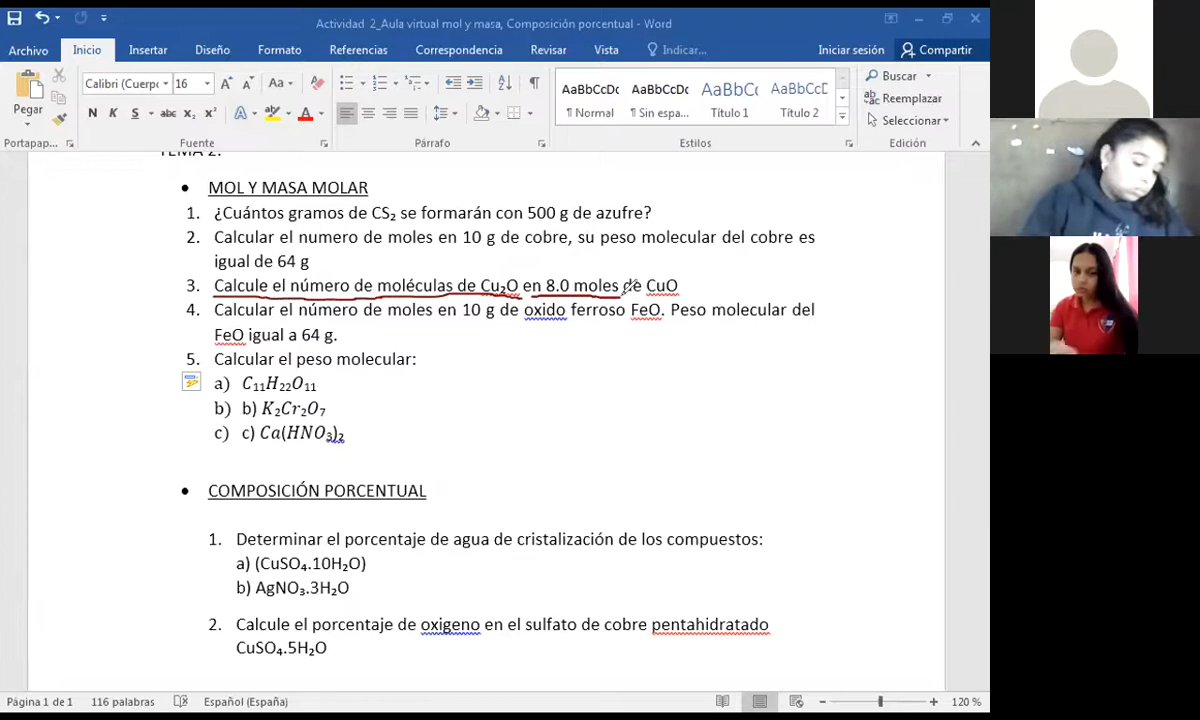 Actividad 2_Aula virtual mol y masa, Composición porcentual - Word
Archivo Inicio Insertar Diseño Formato Referencias Correspondencia Revisar Vista Indicar... Iniciar sesión Compartir
Pegar
Calibri (Cuerpo 16 Aa
N K S abc x₂ x² A A
AaBbCcDc AaBbCcDc AaBbCc AaBbCcD
¶ Normal ¶ Sin espa... Título 1 Título 2
Buscar
Reemplazar
Seleccionar
Portapap... Fuente Párrafo Estilos Edición
TEMA 2:
• MOL Y MASA MOLAR
1. ¿Cuántos gramos de CS₂ se formarán con 500 g de azufre?
2. Calcular el numero de moles en 10 g de cobre, su peso molecular del cobre es
igual de 64 g
3. Calcule el número de moléculas de Cu₂O en 8.0 moles de CuO
4. Calcular el número de moles en 10 g de oxido ferroso FeO. Peso molecular del
FeO igual a 64 g.
5. Calcular el peso molecular:
a) C₁₁H₂₂O₁₁
b) b) K₂Cr₂O₇
c) c) Ca(HNO₃)₂
• COMPOSICIÓN PORCENTUAL
1. Determinar el porcentaje de agua de cristalización de los compuestos:
a) (CuSO₄.10H₂O)
b) AgNO₃.3H₂O
2. Calcule el porcentaje de oxigeno en el sulfato de cobre pentahidratado
CuSO₄.5H₂O
Página 1 de 1 116 palabras Español (España) 120 %